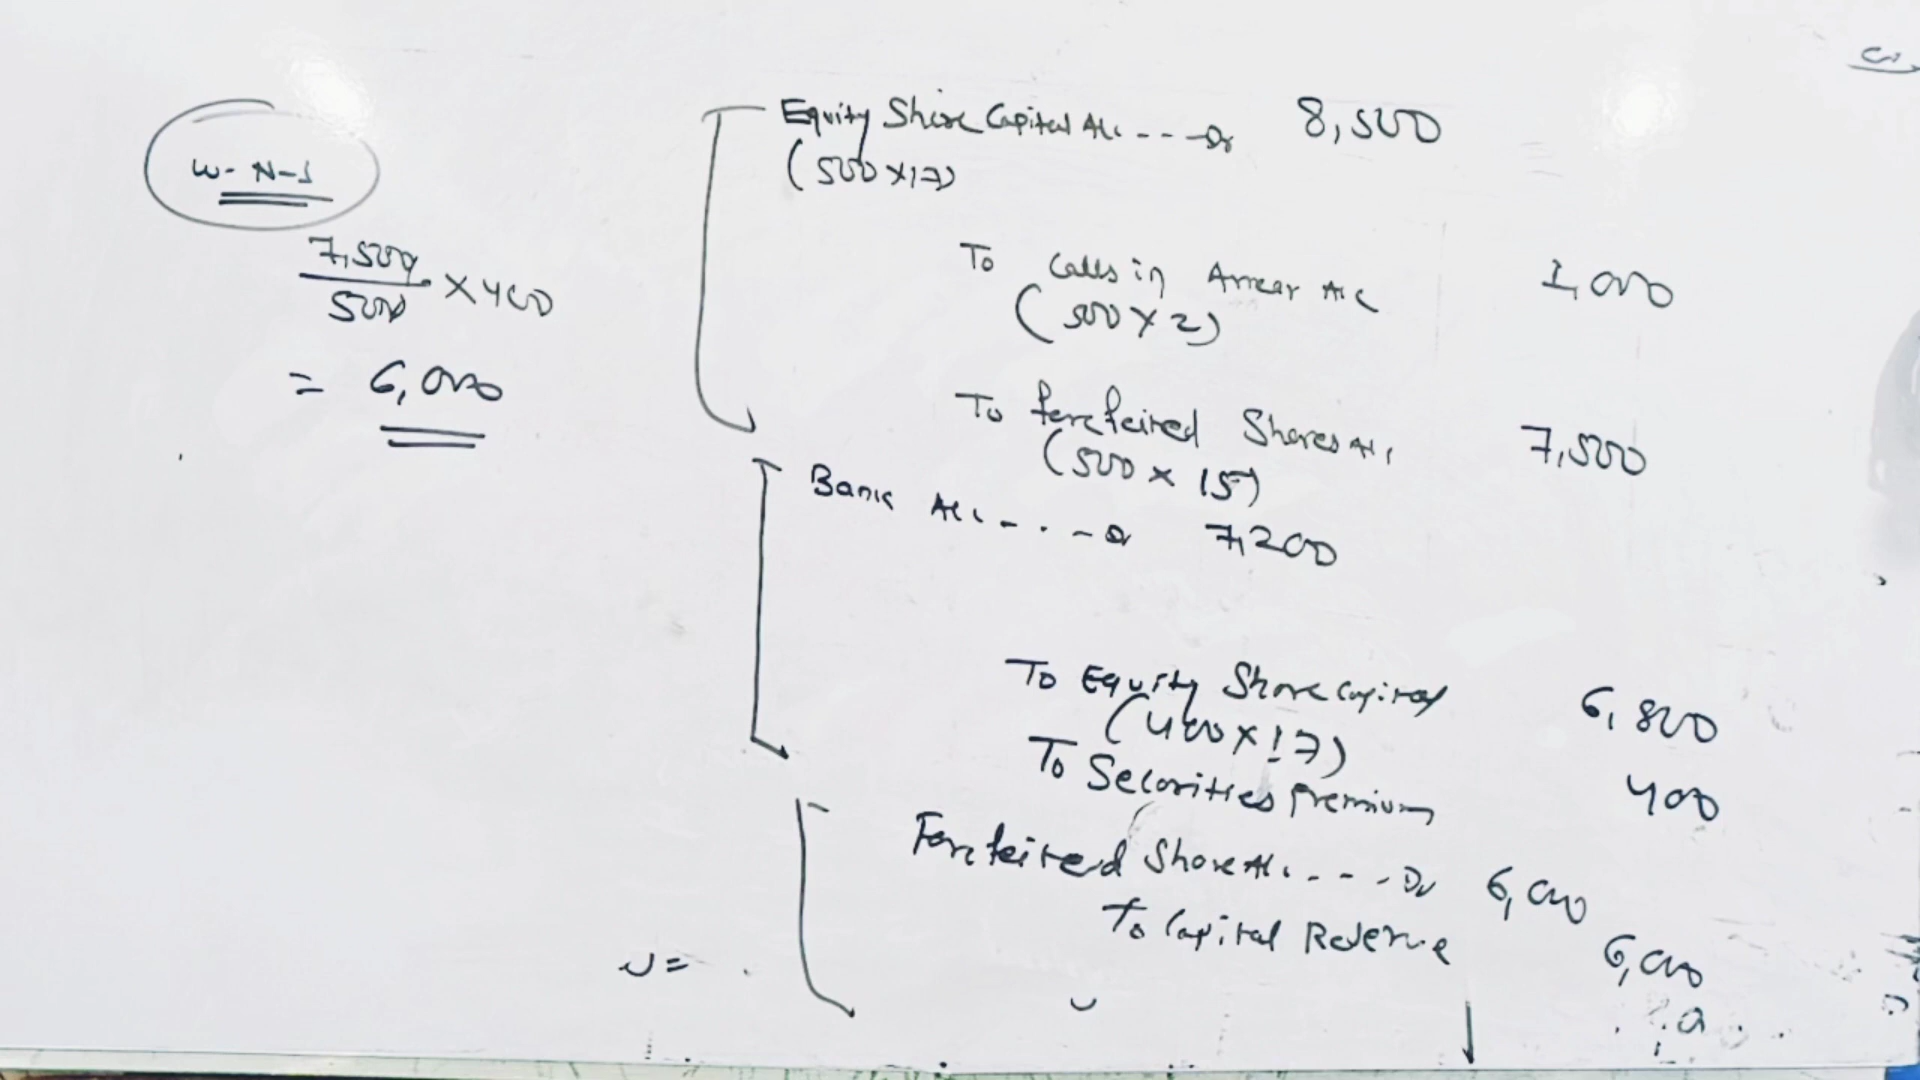 W-N-1
7,500
500
×400
= 6,000
Equity Share Capital A/c - - - Dr 8,500
(500×17)
To Calls in Arrear A/c 1,000
(500×2)
To forefeited Shares A/c 7,500
(500 × 15)
Bank A/c - . . - Dr 7,200
To Equity Share Capital 6,800
(400×17)
To Securities premium 400
Forefeited Share A/c . - - - Dr 6,000
To Capital Reserve 6,000